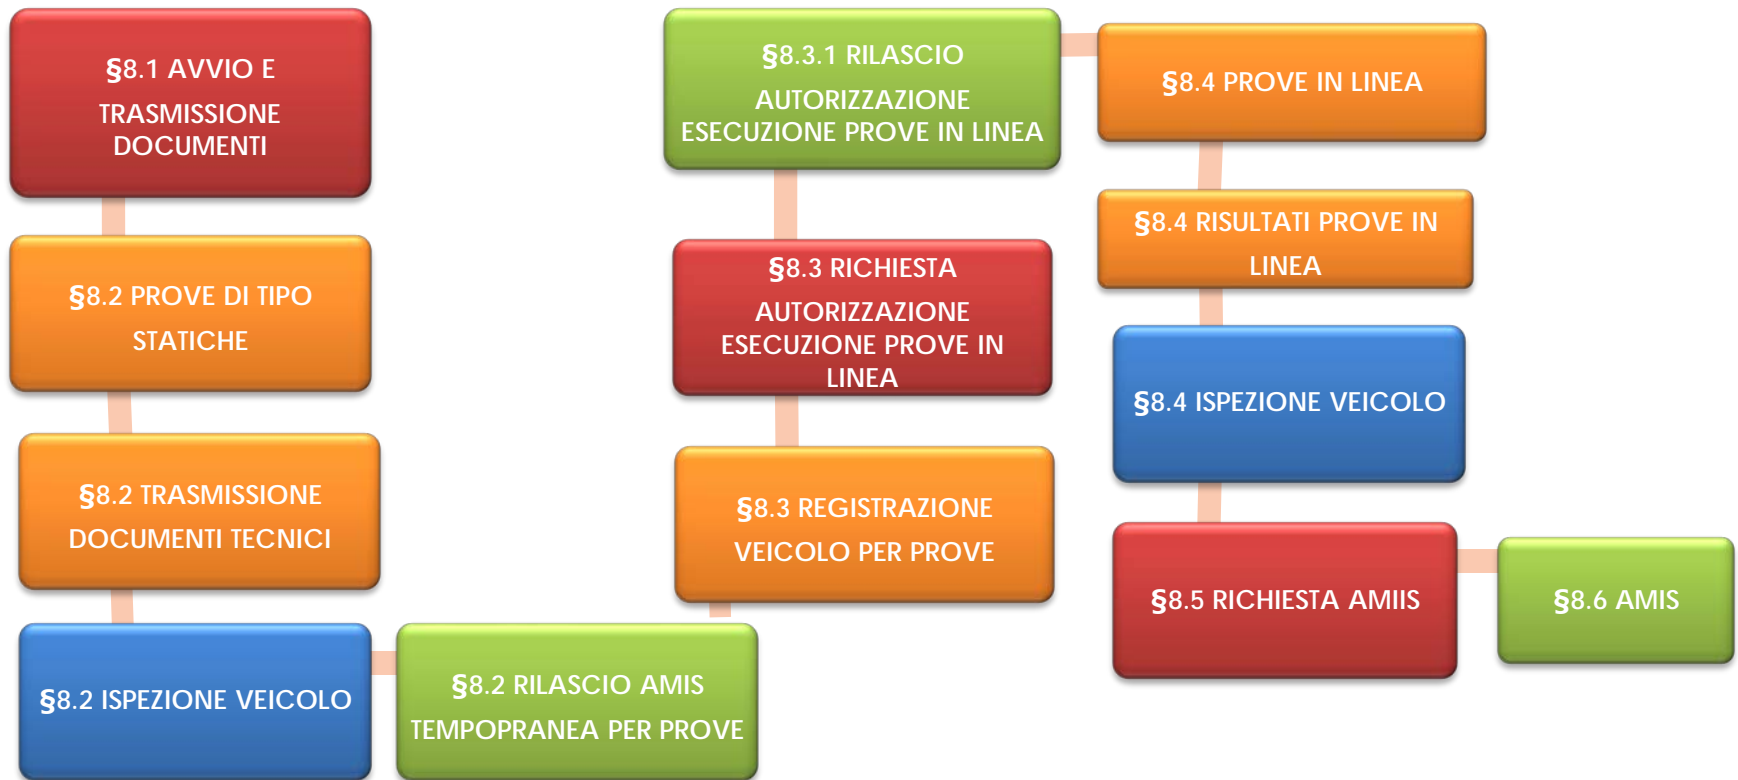 §8.1 AVVIO E
TRASMISSIONE
DOCUMENTI
§8.2 PROVE DI TIPO
STATICHE
§8.2 TRASMISSIONE
DOCUMENTI TECNICI
§8.2 ISPEZIONE VEICOLO
§8.2 RILASCIO AMIS
TEMPOPRANEA PER PROVE
§8.3 REGISTRAZIONE
VEICOLO PER PROVE
§8.3 RICHIESTA
AUTORIZZAZIONE
ESECUZIONE PROVE IN
LINEA
§8.3.1 RILASCIO
AUTORIZZAZIONE
ESECUZIONE PROVE IN LINEA
§8.4 PROVE IN LINEA
§8.4 RISULTATI PROVE IN
LINEA
§8.4 ISPEZIONE VEICOLO
§8.5 RICHIESTA AMIIS
§8.6 AMIS